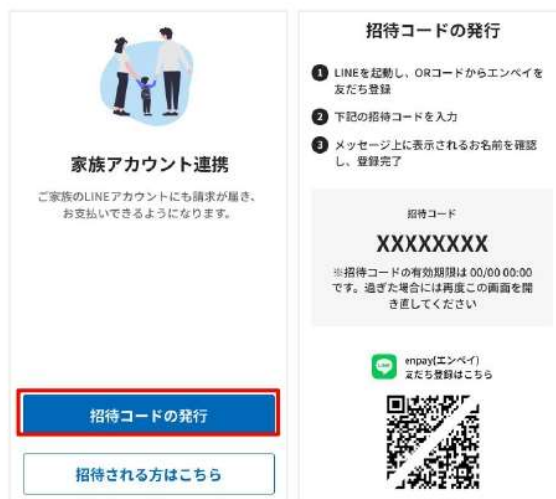 家族アカウント連携
ご家族のLINEアカウントにも請求が届き、
お支払いできるようになります。
招待コードの発行
招待される方はこちら
招待コードの発行
1 LINEを起動し、QRコードからエンペイを
友だち登録
2 下記の招待コードを入力
3 メッセージ上に表示されるお名前を確認
し、登録完了
招待コード
XXXXXXXX
※招待コードの有効期限は 00/00 00:00
です。過ぎた場合には再度この画面を開
き直してください
LINE
enpay(エンペイ)
友だち登録はこちら